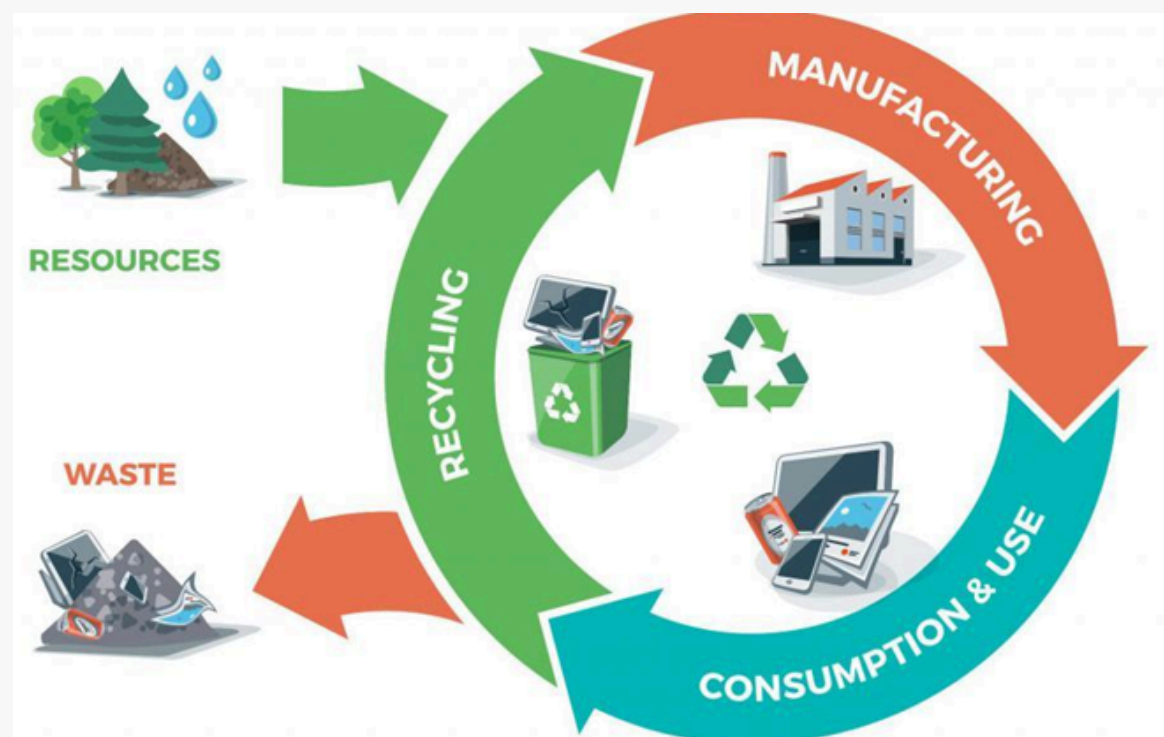 RESOURCES
WASTE
RECYCLING
MANUFACTURING
CONSUMPTION & USE